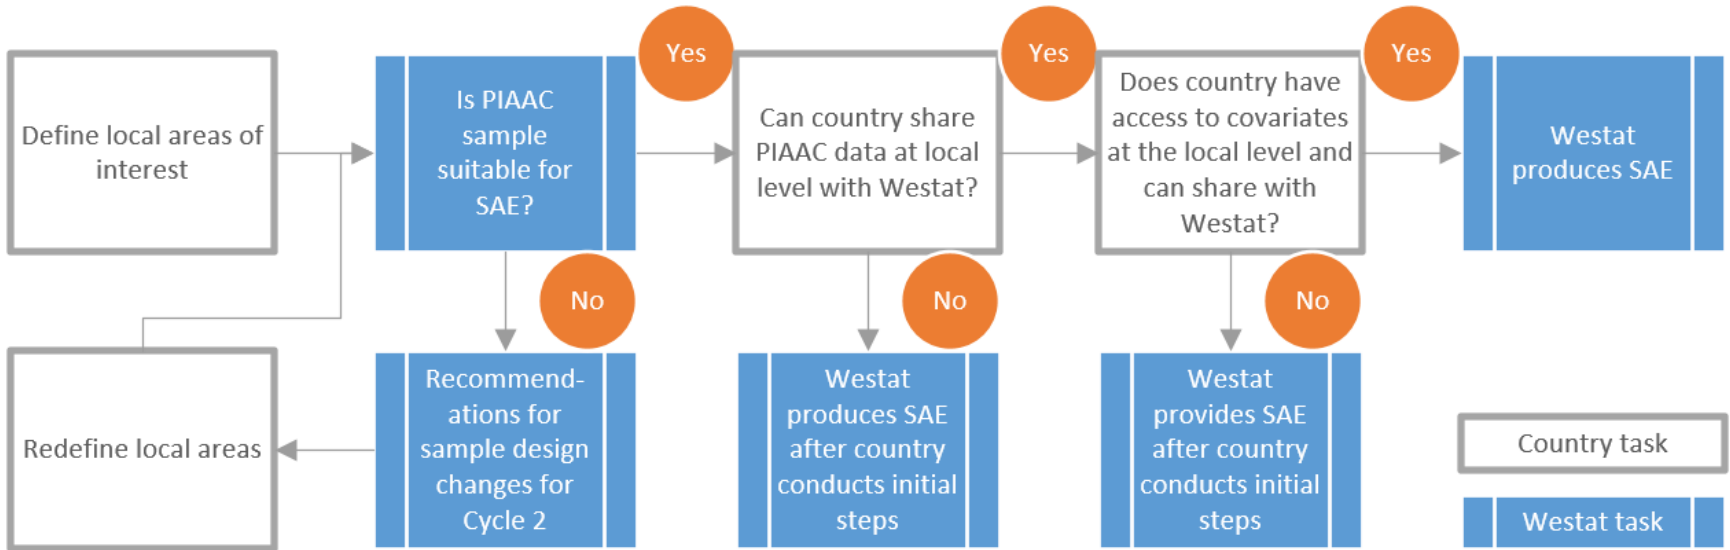 Define local areas of
interest
Is PIAAC
sample
suitable for
SAE?
Yes
Can country share
PIAAC data at local
level with Westat?
Yes
Does country have
access to covariates
at the local level and
can share with
Westat?
Yes
Westat
produces SAE
No
No
No
Redefine local areas
Recommend-
ations for
sample design
changes for
Cycle 2
Westat
produces SAE
after country
conducts initial
steps
Westat
provides SAE
after country
conducts initial
steps
Country task
Westat task